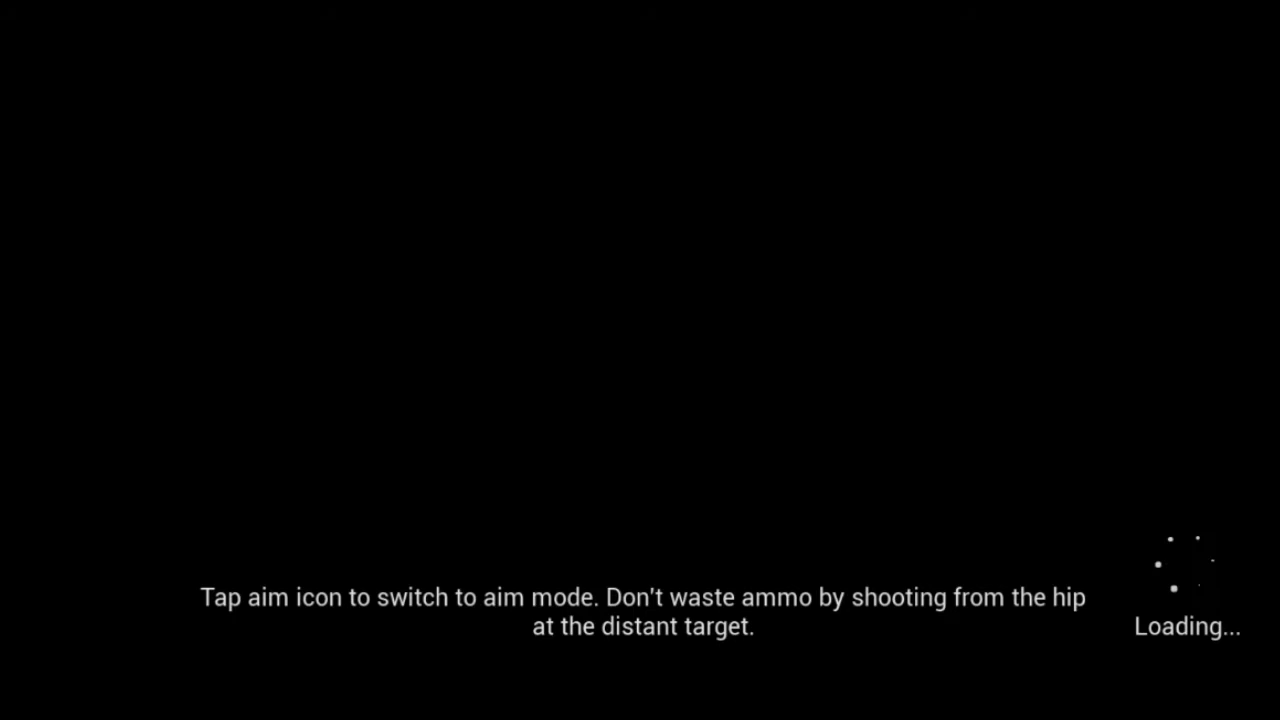 Tap aim icon to switch to aim mode. Don't waste ammo by shooting from the hip
at the distant target.
Loading...